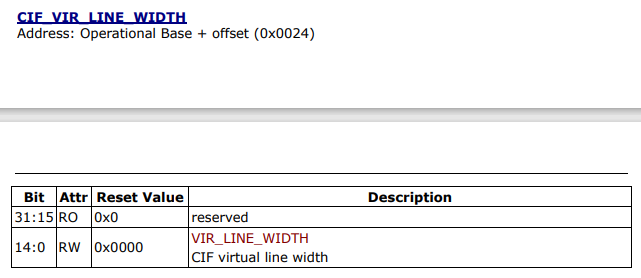 CIF_VIR_LINE_WIDTH
Address: Operational Base + offset (0x0024)
Bit Attr Reset Value Description
31:15 RO 0x0 reserved
14:0 RW 0x0000 VIR_LINE_WIDTH
CIF virtual line width